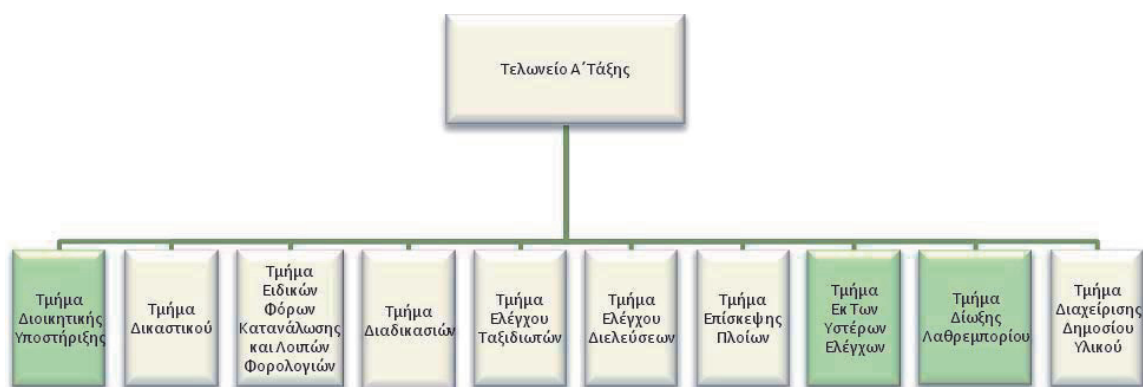 Τελωνείο Α΄ Τάξης
Τμήμα
Διοικητικής
Υποστήριξης
Τμήμα
Δικαστικού
Τμήμα
Ειδικών
Φόρων
Κατανάλωσης
και Λοιπών
Φορολογιών
Τμήμα
Διαδικασιών
Τμήμα
Ελέγχου
Ταξιδιωτών
Τμήμα
Ελέγχου
Διελεύσεων
Τμήμα
Επίσκεψης
Πλοίων
Τμήμα
Εκ Των
Υστέρων
Ελέγχων
Τμήμα
Δίωξης
Λαθρεμπορίου
Τμήμα
Διαχείρισης
Δημοσίου
Υλικού